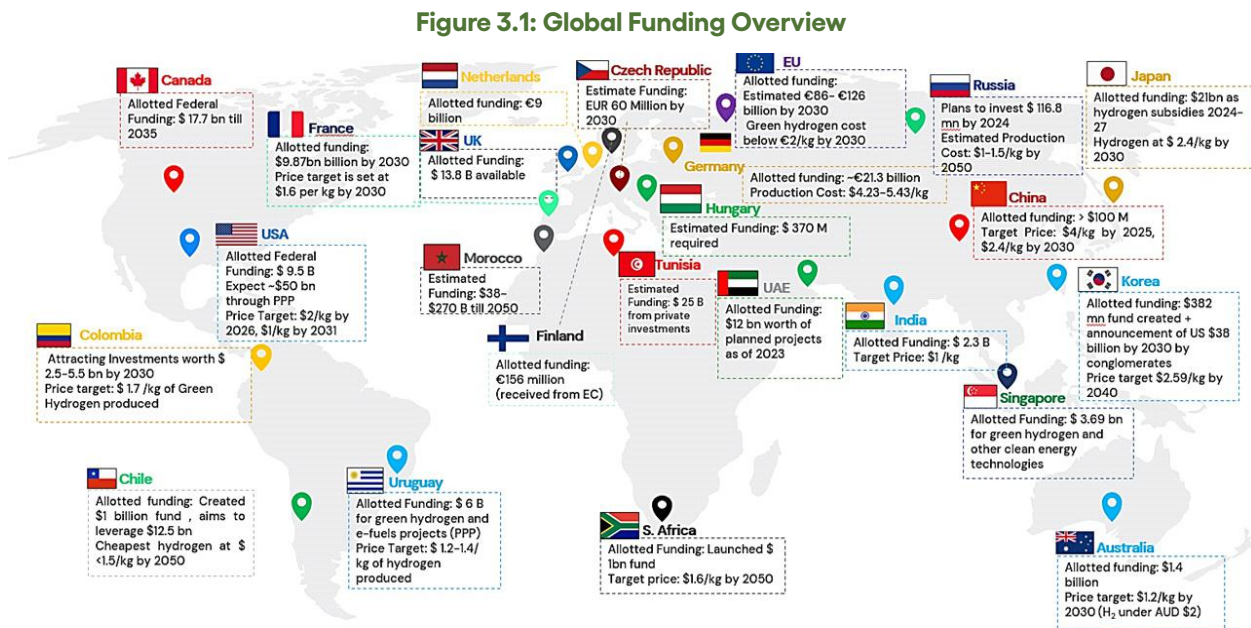 Figure 3.1: Global Funding Overview
Canada
Allotted Federal
Funding: $ 17.7 bn till
2035
France
Allotted funding:
$9.87bn billion by 2030
Price target is set at
$1.6 per kg by 2030
Netherlands
Allotted funding: €9
billion
UK
Allotted Funding:
$ 13.8 B available
Czech Republic
Estimate Funding:
EUR 60 Million by
2030
EU
Allotted funding:
Estimated €86- €126
billion by 2030
Green hydrogen cost
below €2/kg by 2030
Germany
Allotted funding: ~€21.3 billion
Production Cost: $4.23-5.43/kg
Russia
Plans to invest $ 116.8
mn by 2024
Estimated Production
Cost: $1-1.5/kg by
2050
Japan
Allotted funding: $21bn as
hydrogen subsidies 2024-
27
Hydrogen at $ 2.4/kg by
2030
China
Allotted funding: > $100 M
Target Price: $4/kg by 2025,
$2.4/kg by 2030
Hungary
Estimated Funding: $ 370 M
required
USA
Allotted Federal
Funding: $ 9.5 B
Expect ~$50 bn
through PPP
Price Target: $2/kg by
2026, $1/kg by 2031
Morocco
Estimated
Funding: $38-
$270 B till 2050
Tunisia
Estimated
Funding: $ 25 B
from private
investments
UAE
Allotted Funding:
$12 bn worth of
planned projects
as of 2023
India
Allotted Funding: $ 2.3 B
Target Price: $1 /kg
Korea
Allotted funding: $382
mn fund created +
announcement of US $38
billion by 2030 by
conglomerates
Price target $2.59/kg by
2040
Colombia
Attracting Investments worth $
2.5-5.5 bn by 2030
Price target: $ 1.7 /kg of Green
Hydrogen produced
Finland
Allotted funding:
€156 million
(received from EC)
Singapore
Allotted Funding: $ 3.69 bn
for green hydrogen and
other clean energy
technologies
Chile
Allotted funding: Created
$1 billion fund , aims to
leverage $12.5 bn
Cheapest hydrogen at $
<1.5/kg by 2050
Uruguay
Allotted Funding: $ 6 B
for green hydrogen and
e-fuels projects (PPP)
Price Target: $ 1.2-1.4/
kg of hydrogen
produced
S. Africa
Allotted Funding: Launched $
1bn fund
Target price: $1.6/kg by 2050
Australia
Allotted funding: $1.4
billion
Price target: $1.2/kg by
2030 (H₂ under AUD $2)